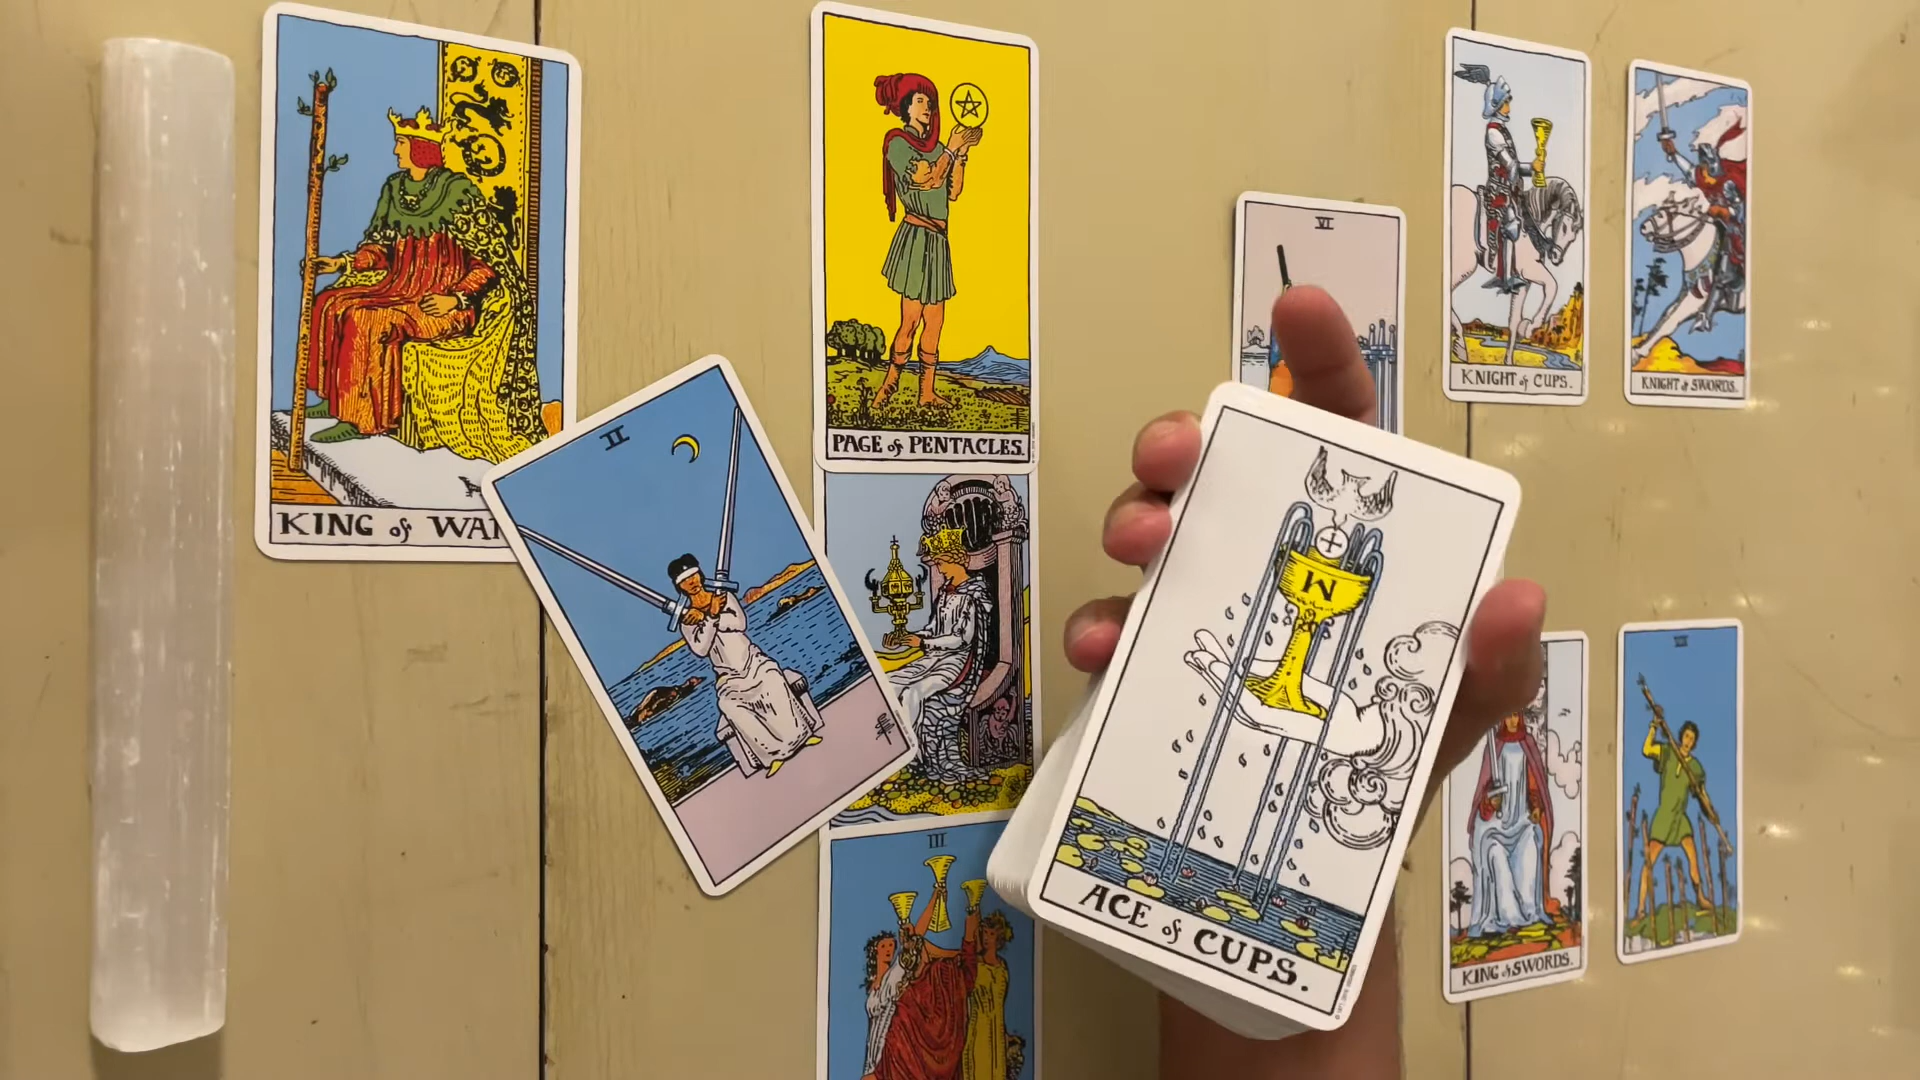 KING of WAN
PAGE of PENTACLES.
VI
KNIGHT of CUPS.
KNIGHT of SWORDS.
II
III
W
ACE of CUPS.
KING of SWORDS.